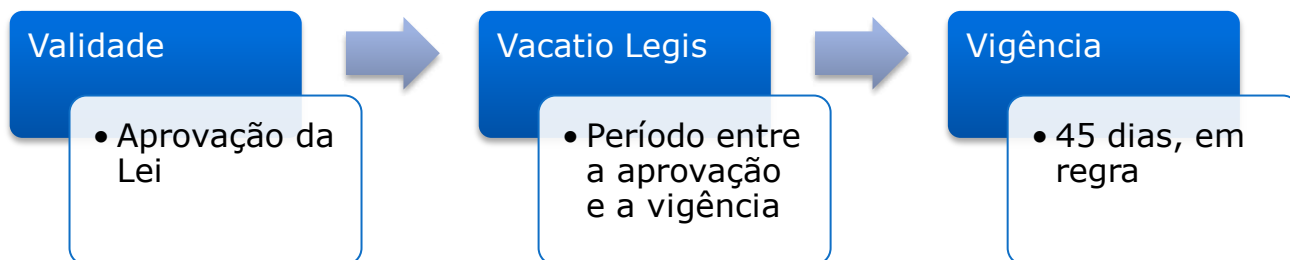 Validade
• Aprovação da
Lei
Vacatio Legis
• Período entre
a aprovação
e a vigência
Vigência
• 45 dias, em
regra